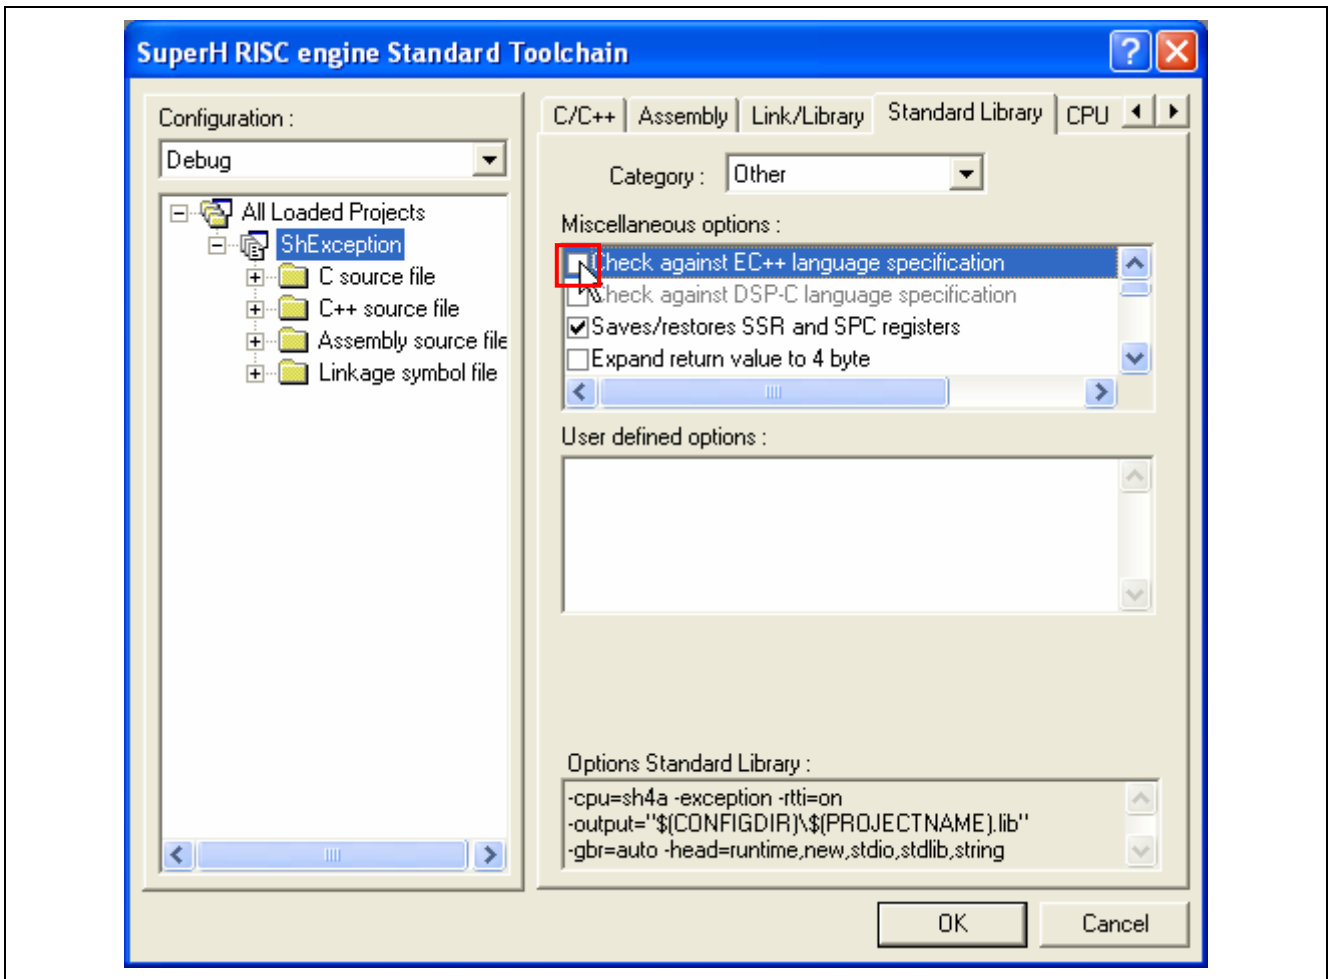 SuperH RISC engine Standard Toolchain
Configuration :
Debug
All Loaded Projects
ShException
C source file
C++ source file
Assembly source file
Linkage symbol file
C/C++ Assembly Link/Library Standard Library CPU
Category : Other
Miscellaneous options :
Check against EC++ language specification
Check against DSP-C language specification
Saves/restores SSR and SPC registers
Expand return value to 4 byte
User defined options :
Options Standard Library :
-cpu=sh4a -exception -rtti=on
-output="$(CONFIGDIR)\$(PROJECTNAME).lib"
-gbr=auto -head=runtime,new,stdio,stdlib,string
OK Cancel